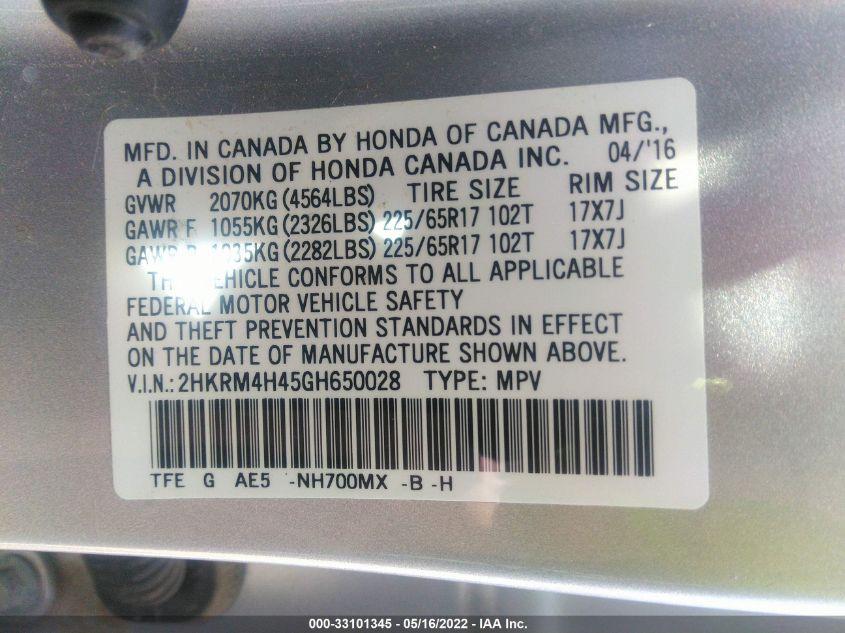 MFD. IN CANADA BY HONDA OF CANADA MFG.,
A DIVISION OF HONDA CANADA INC. 04/'16
GVWR 2070KG (4564LBS) TIRE SIZE RIM SIZE
GAWR F 1055KG (2326LBS) 225/65R17 102T 17X7J
GAWR R 1035KG (2282LBS) 225/65R17 102T 17X7J
THIS VEHICLE CONFORMS TO ALL APPLICABLE
FEDERAL MOTOR VEHICLE SAFETY
AND THEFT PREVENTION STANDARDS IN EFFECT
ON THE DATE OF MANUFACTURE SHOWN ABOVE.
V.I.N.: 2HKRM4H45GH650028 TYPE: MPV
TFE G AE5 -NH700MX -B -H
000-33101345 - 05/16/2022 - IAA Inc.